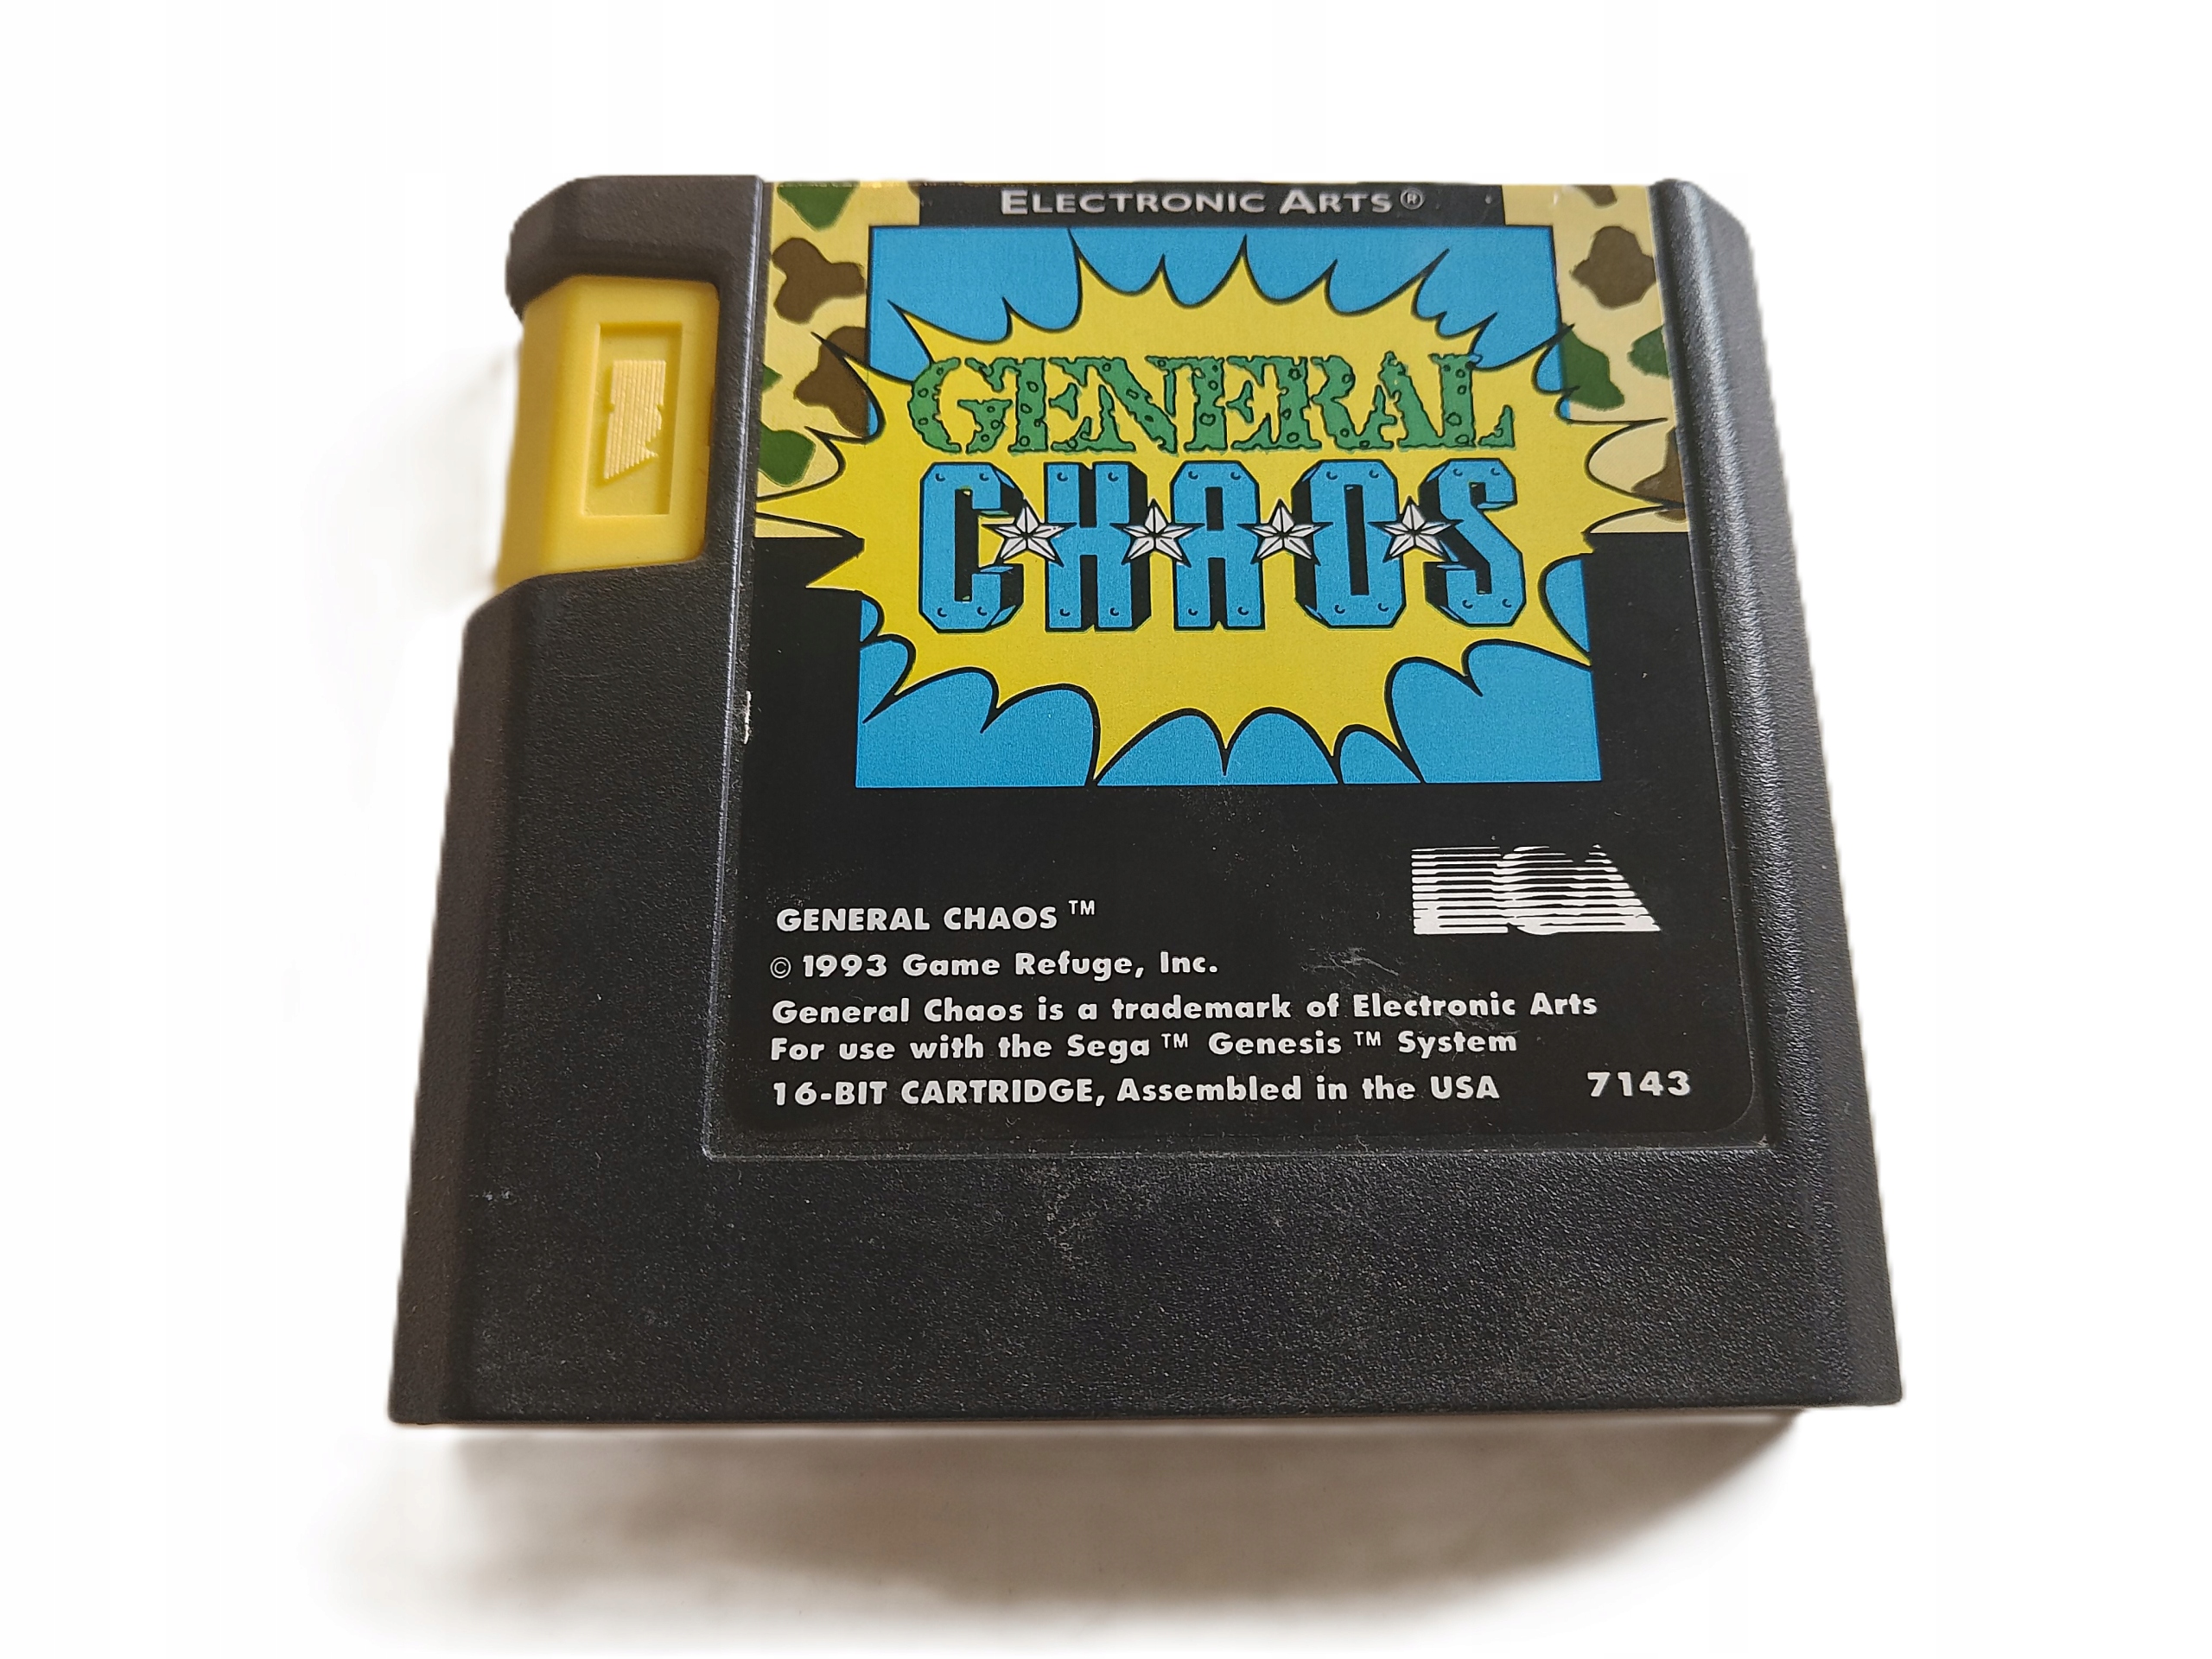 ELECTRONIC ARTS®
GENERAL
CHAOS
EA
GENERAL CHAOS ™
© 1993 Game Refuge, Inc.
General Chaos is a trademark of Electronic Arts
For use with the Sega ™ Genesis ™ System
16-BIT CARTRIDGE, Assembled in the USA 7143